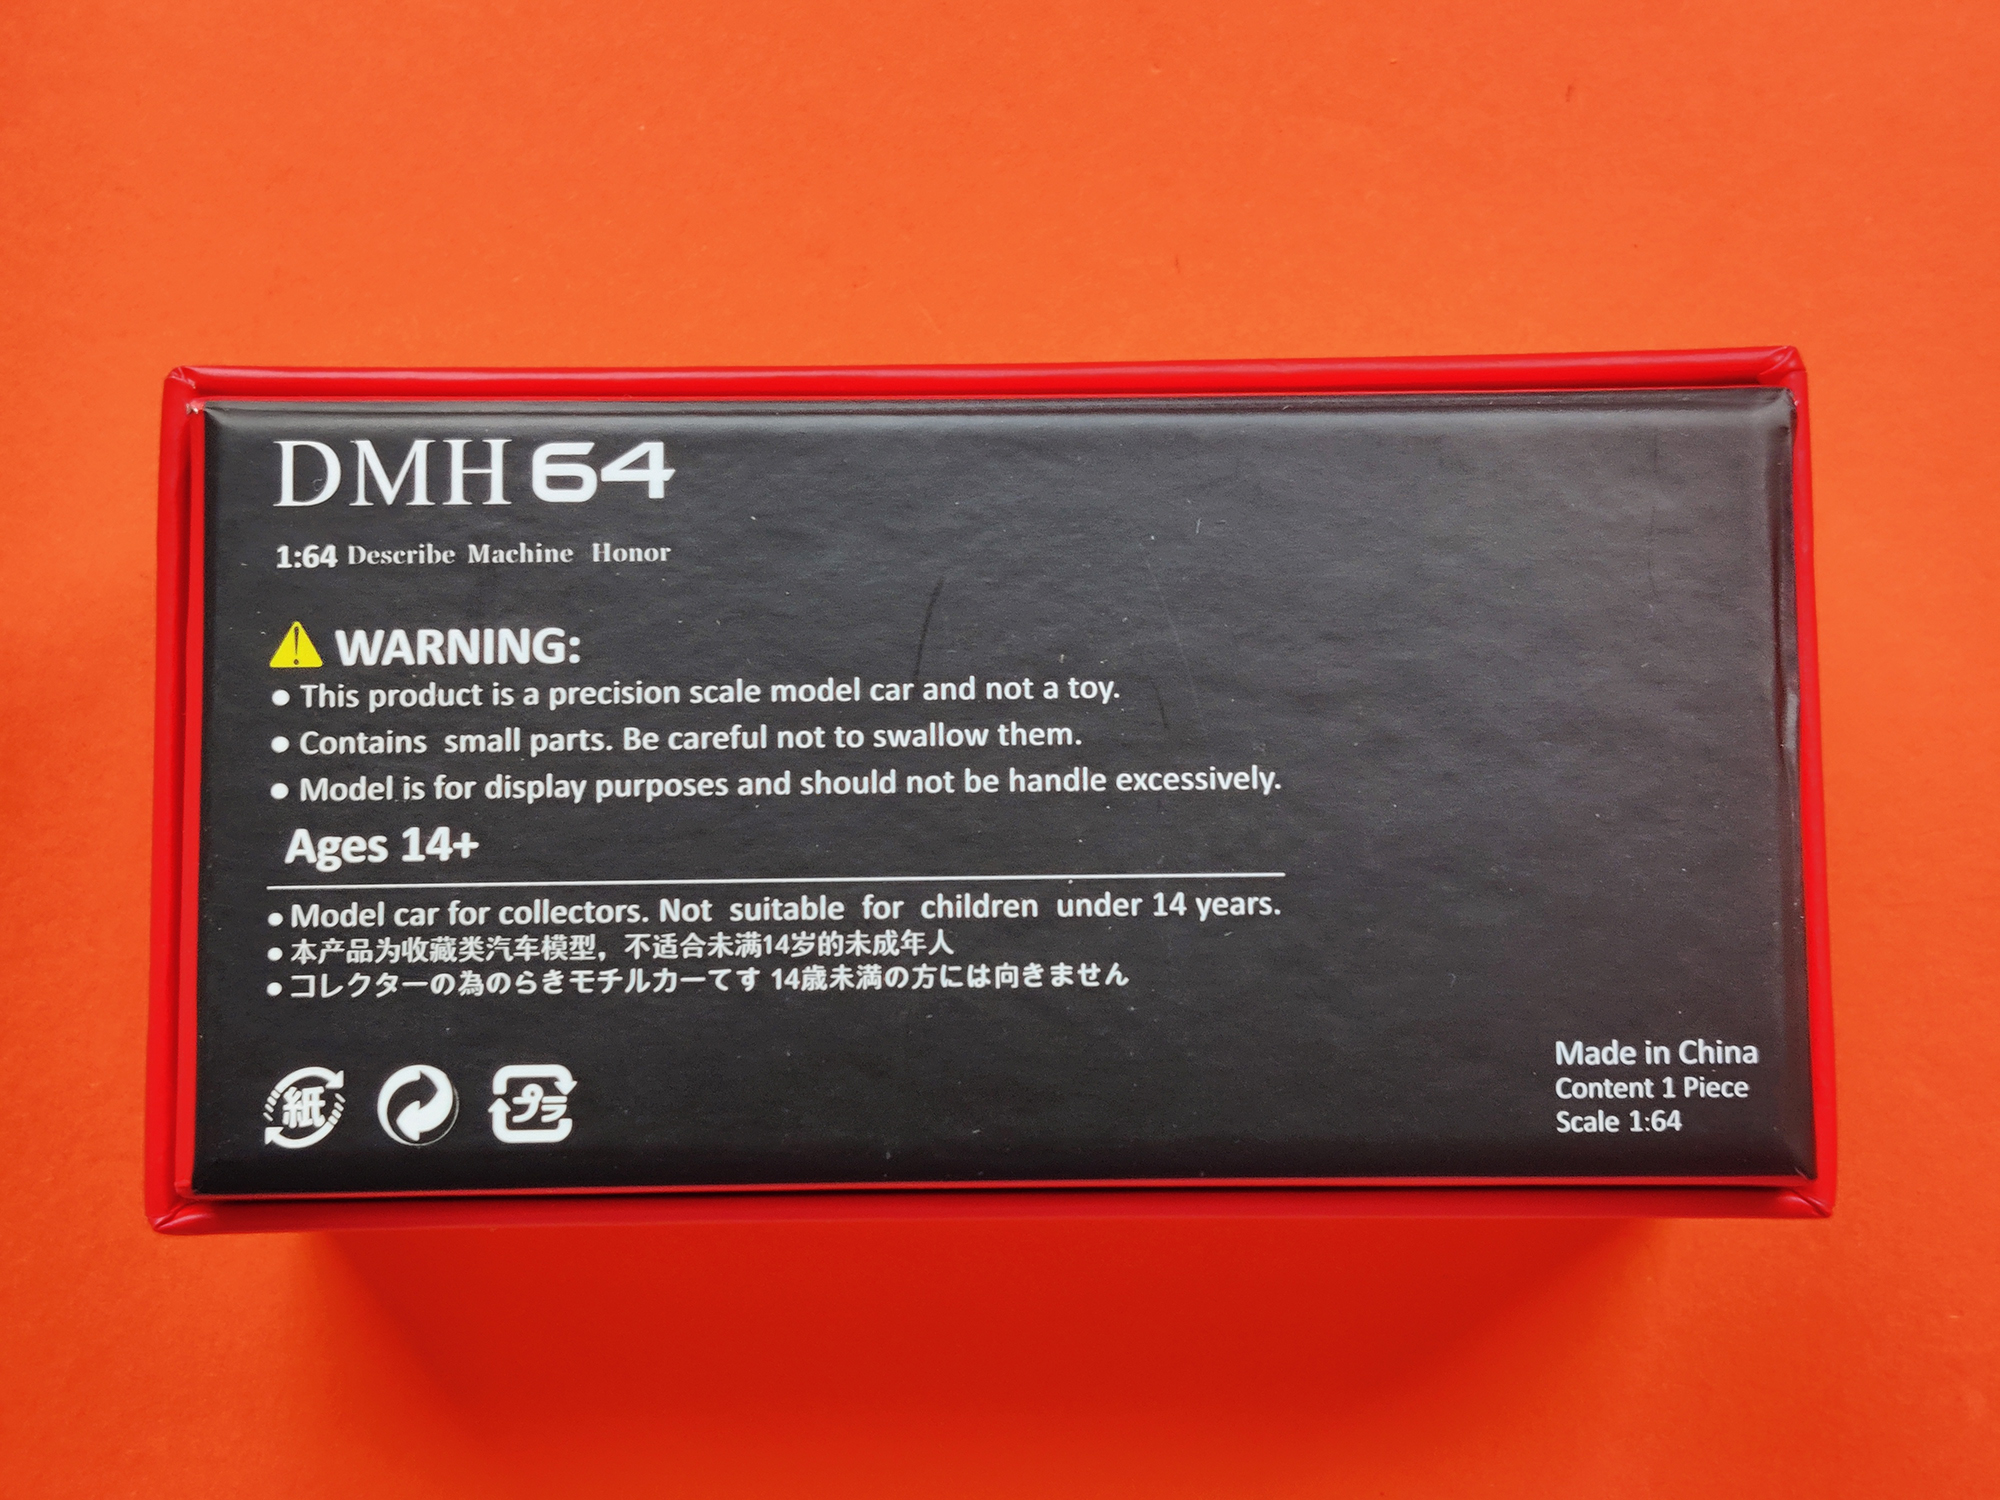 DMH 64
1:64 Describe Machine Honor
WARNING:
● This product is a precision scale model car and not a toy.
● Contains small parts. Be careful not to swallow them.
● Model is for display purposes and should not be handle excessively.
Ages 14+
● Model car for collectors. Not suitable for children under 14 years.
● 本产品为收藏类汽车模型，不适合未满14岁的未成年人
● コレクターの為のらきモチルカーてす 14歳未満の方には向きません
紙
プラ
Made in China
Content 1 Piece
Scale 1:64